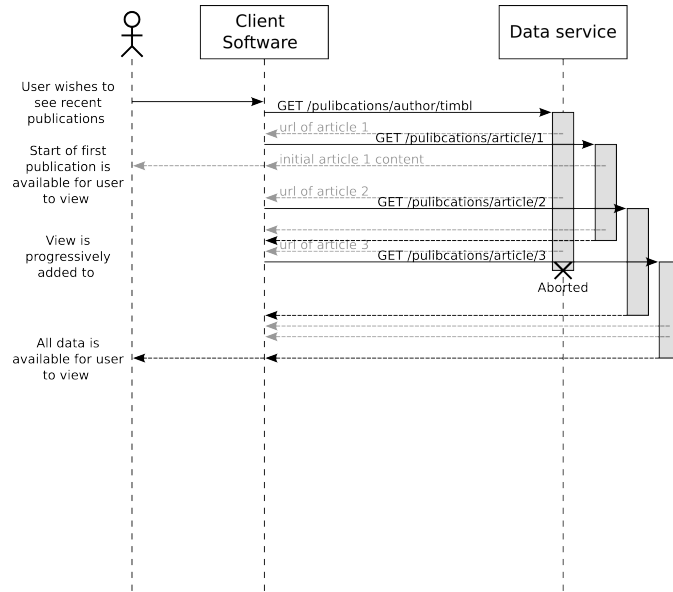 Client
Software
Data service
User wishes to
see recent
publications
GET /pulibcations/author/timbl
url of article 1
GET /pulibcations/article/1
Start of first
publication is
available for user
to view
initial article 1 content
url of article 2
GET /pulibcations/article/2
View is
progressively
added to
url of article 3
GET /pulibcations/article/3
Aborted
All data is
available for user
to view